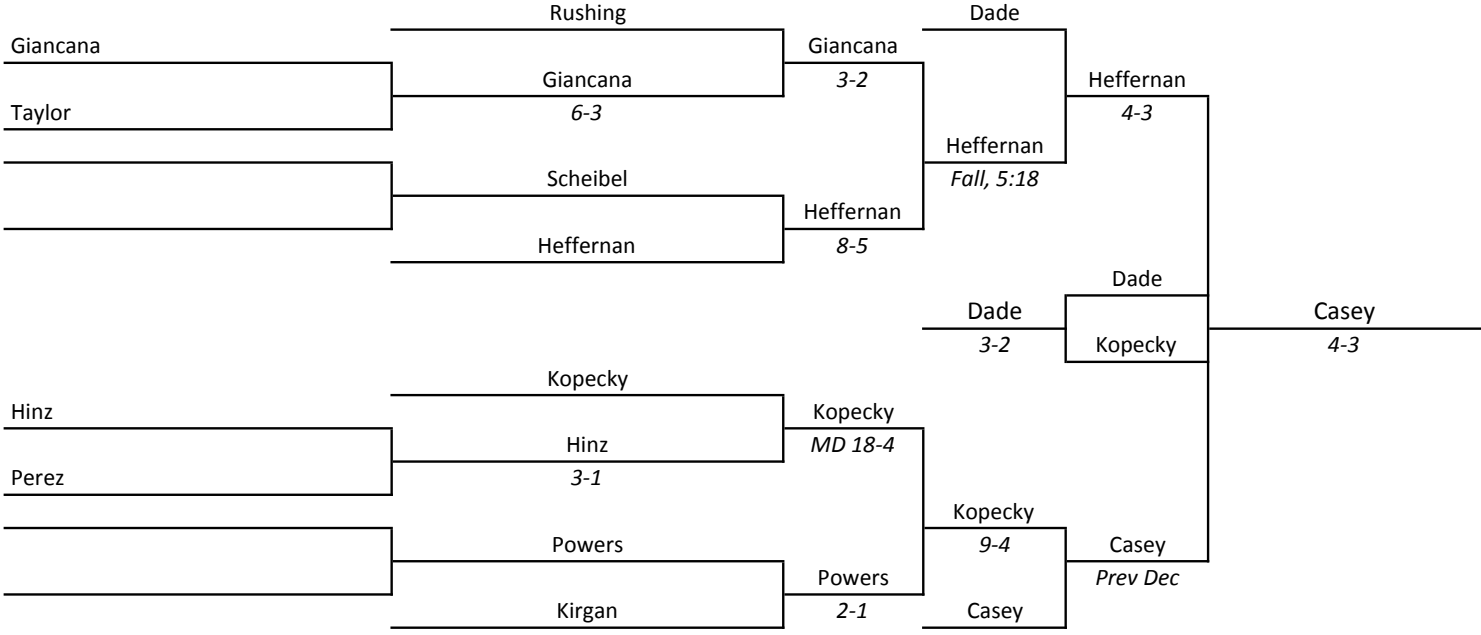 Rushing
Dade
Giancana
Giancana
Giancana
3-2
Heffernan
Taylor
6-3
4-3
Heffernan
Scheibel
Fall, 5:18
Heffernan
Heffernan
8-5
Dade
Dade
Casey
3-2
Kopecky
4-3
Kopecky
Hinz
Kopecky
Hinz
MD 18-4
Perez
3-1
Kopecky
Powers
9-4
Casey
Powers
Prev Dec
Kirgan
2-1
Casey